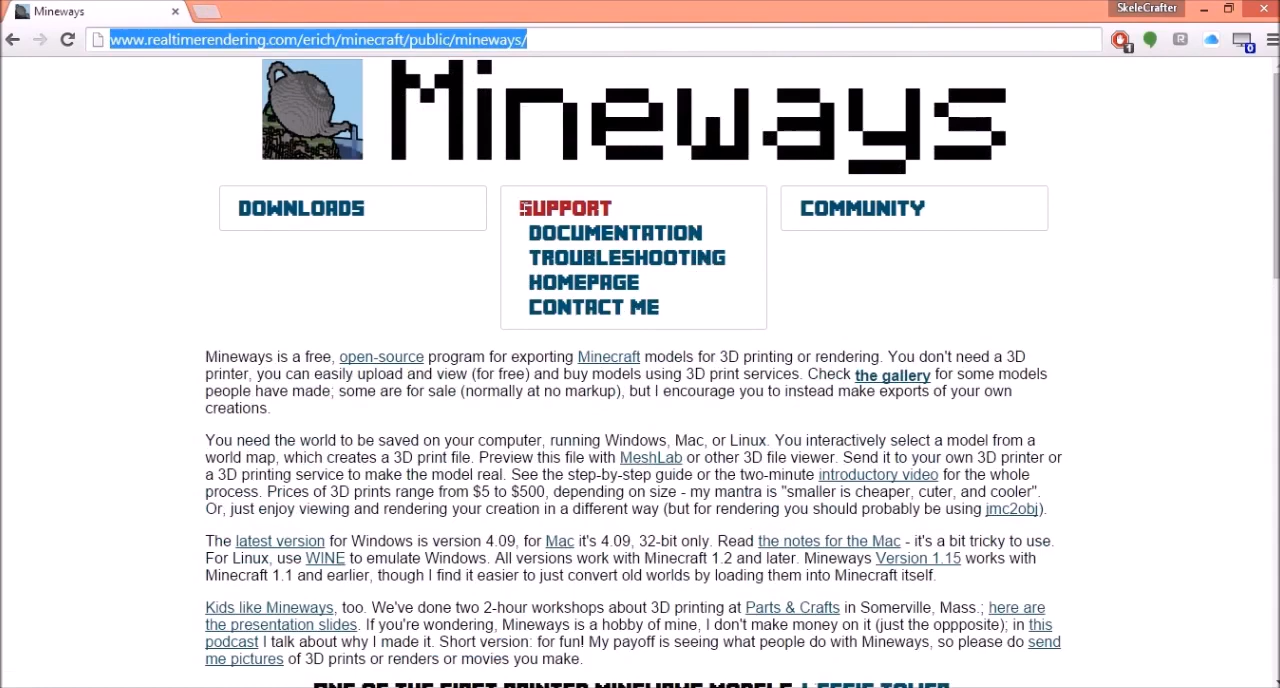 Mineways
SkeleCrafter
www.realtimerendering.com/erich/minecraft/public/mineways/
Mineways
DOWNLOADS
SUPPORT
DOCUMENTATION
TROUBLESHOOTING
HOMEPAGE
CONTACT ME
COMMUNITY
Mineways is a free, open-source program for exporting Minecraft models for 3D printing or rendering. You don't need a 3D
printer, you can easily upload and view (for free) and buy models using 3D print services. Check the gallery for some models
people have made; some are for sale (normally at no markup), but I encourage you to instead make exports of your own
creations.
You need the world to be saved on your computer, running Windows, Mac, or Linux. You interactively select a model from a
world map, which creates a 3D print file. Preview this file with MeshLab or other 3D file viewer. Send it to your own 3D printer or
a 3D printing service to make the model real. See the step-by-step guide or the two-minute introductory video for the whole
process. Prices of 3D prints range from $5 to $500, depending on size - my mantra is "smaller is cheaper, cuter, and cooler".
Or, just enjoy viewing and rendering your creation in a different way (but for rendering you should probably be using jmc2obj).
The latest version for Windows is version 4.09, for Mac it's 4.09, 32-bit only. Read the notes for the Mac - it's a bit tricky to use.
For Linux, use WINE to emulate Windows. All versions work with Minecraft 1.2 and later. Mineways Version 1.15 works with
Minecraft 1.1 and earlier, though I find it easier to just convert old worlds by loading them into Minecraft itself.
Kids like Mineways, too. We've done two 2-hour workshops about 3D printing at Parts & Crafts in Somerville, Mass.; here are
the presentation slides. If you're wondering, Mineways is a hobby of mine, I don't make money on it (just the oppposite); in this
podcast I talk about why I made it. Short version: for fun! My payoff is seeing what people do with Mineways, so please do send
me pictures of 3D prints or renders or movies you make.
ONE OF THE FIRST PRINTED MINEWAYS MODELS,